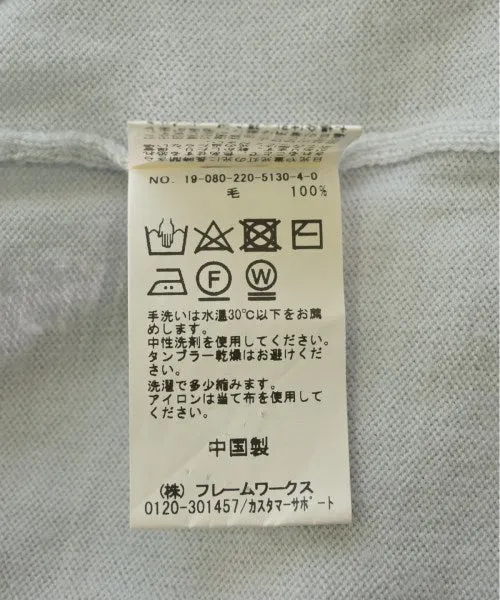 NO. 19-080-220-5130-4-0
毛 100%
F W
手洗いは水温30℃以下をお薦
めします。
中性洗剤を使用してください。
タンブラー乾燥はお避けくだ
さい。
洗濯で多少縮みます。
アイロンは当て布を使用して
ください。
中国製
(株) フレームワークス
0120-301457/カスタマーサポート